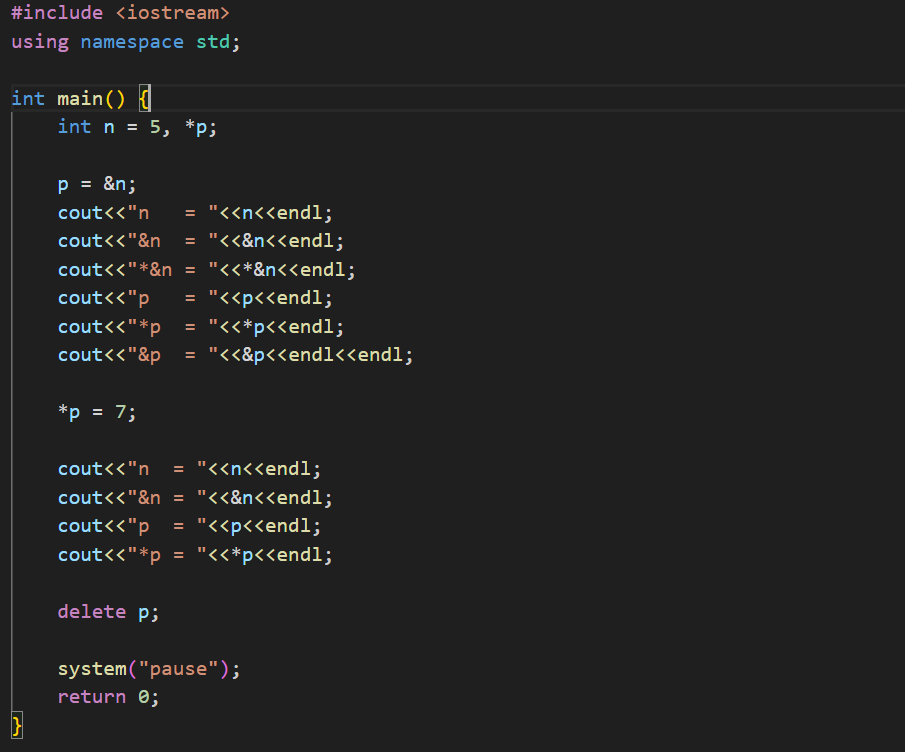 #include <iostream>
using namespace std;
int main() {
int n = 5, *p;
p = &n;
cout<<"n   = "<<n<<endl;
cout<<"&n  = "<<&n<<endl;
cout<<"*&n = "<<*&n<<endl;
cout<<"p   = "<<p<<endl;
cout<<"*p  = "<<*p<<endl;
cout<<"&p  = "<<&p<<endl<<endl;
*p = 7;
cout<<"n  = "<<n<<endl;
cout<<"&n = "<<&n<<endl;
cout<<"p  = "<<p<<endl;
cout<<"*p = "<<*p<<endl;
delete p;
system("pause");
return 0;
}